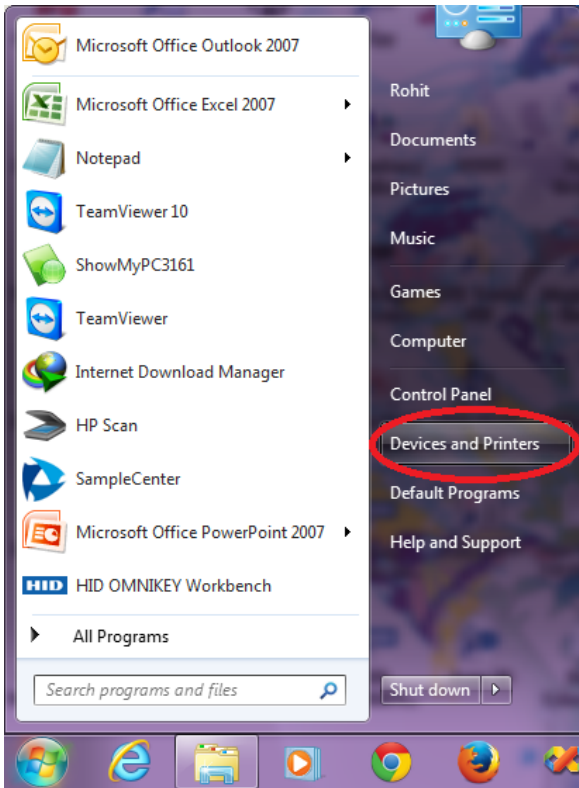 Microsoft Office Outlook 2007
Microsoft Office Excel 2007
Notepad
TeamViewer 10
ShowMyPC3161
TeamViewer
Internet Download Manager
HP Scan
SampleCenter
Microsoft Office PowerPoint 2007
HID HID OMNIKEY Workbench
All Programs
Search programs and files
Rohit
Documents
Pictures
Music
Games
Computer
Control Panel
Devices and Printers
Default Programs
Help and Support
Shut down